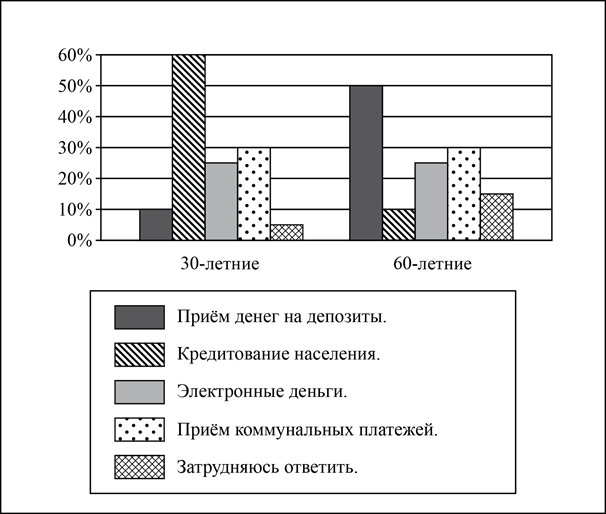 60%
50%
40%
30%
20%
10%
0%
30-летние
60-летние
Приём денег на депозиты.
Кредитование населения.
Электронные деньги.
Приём коммунальных платежей.
Затрудняюсь ответить.